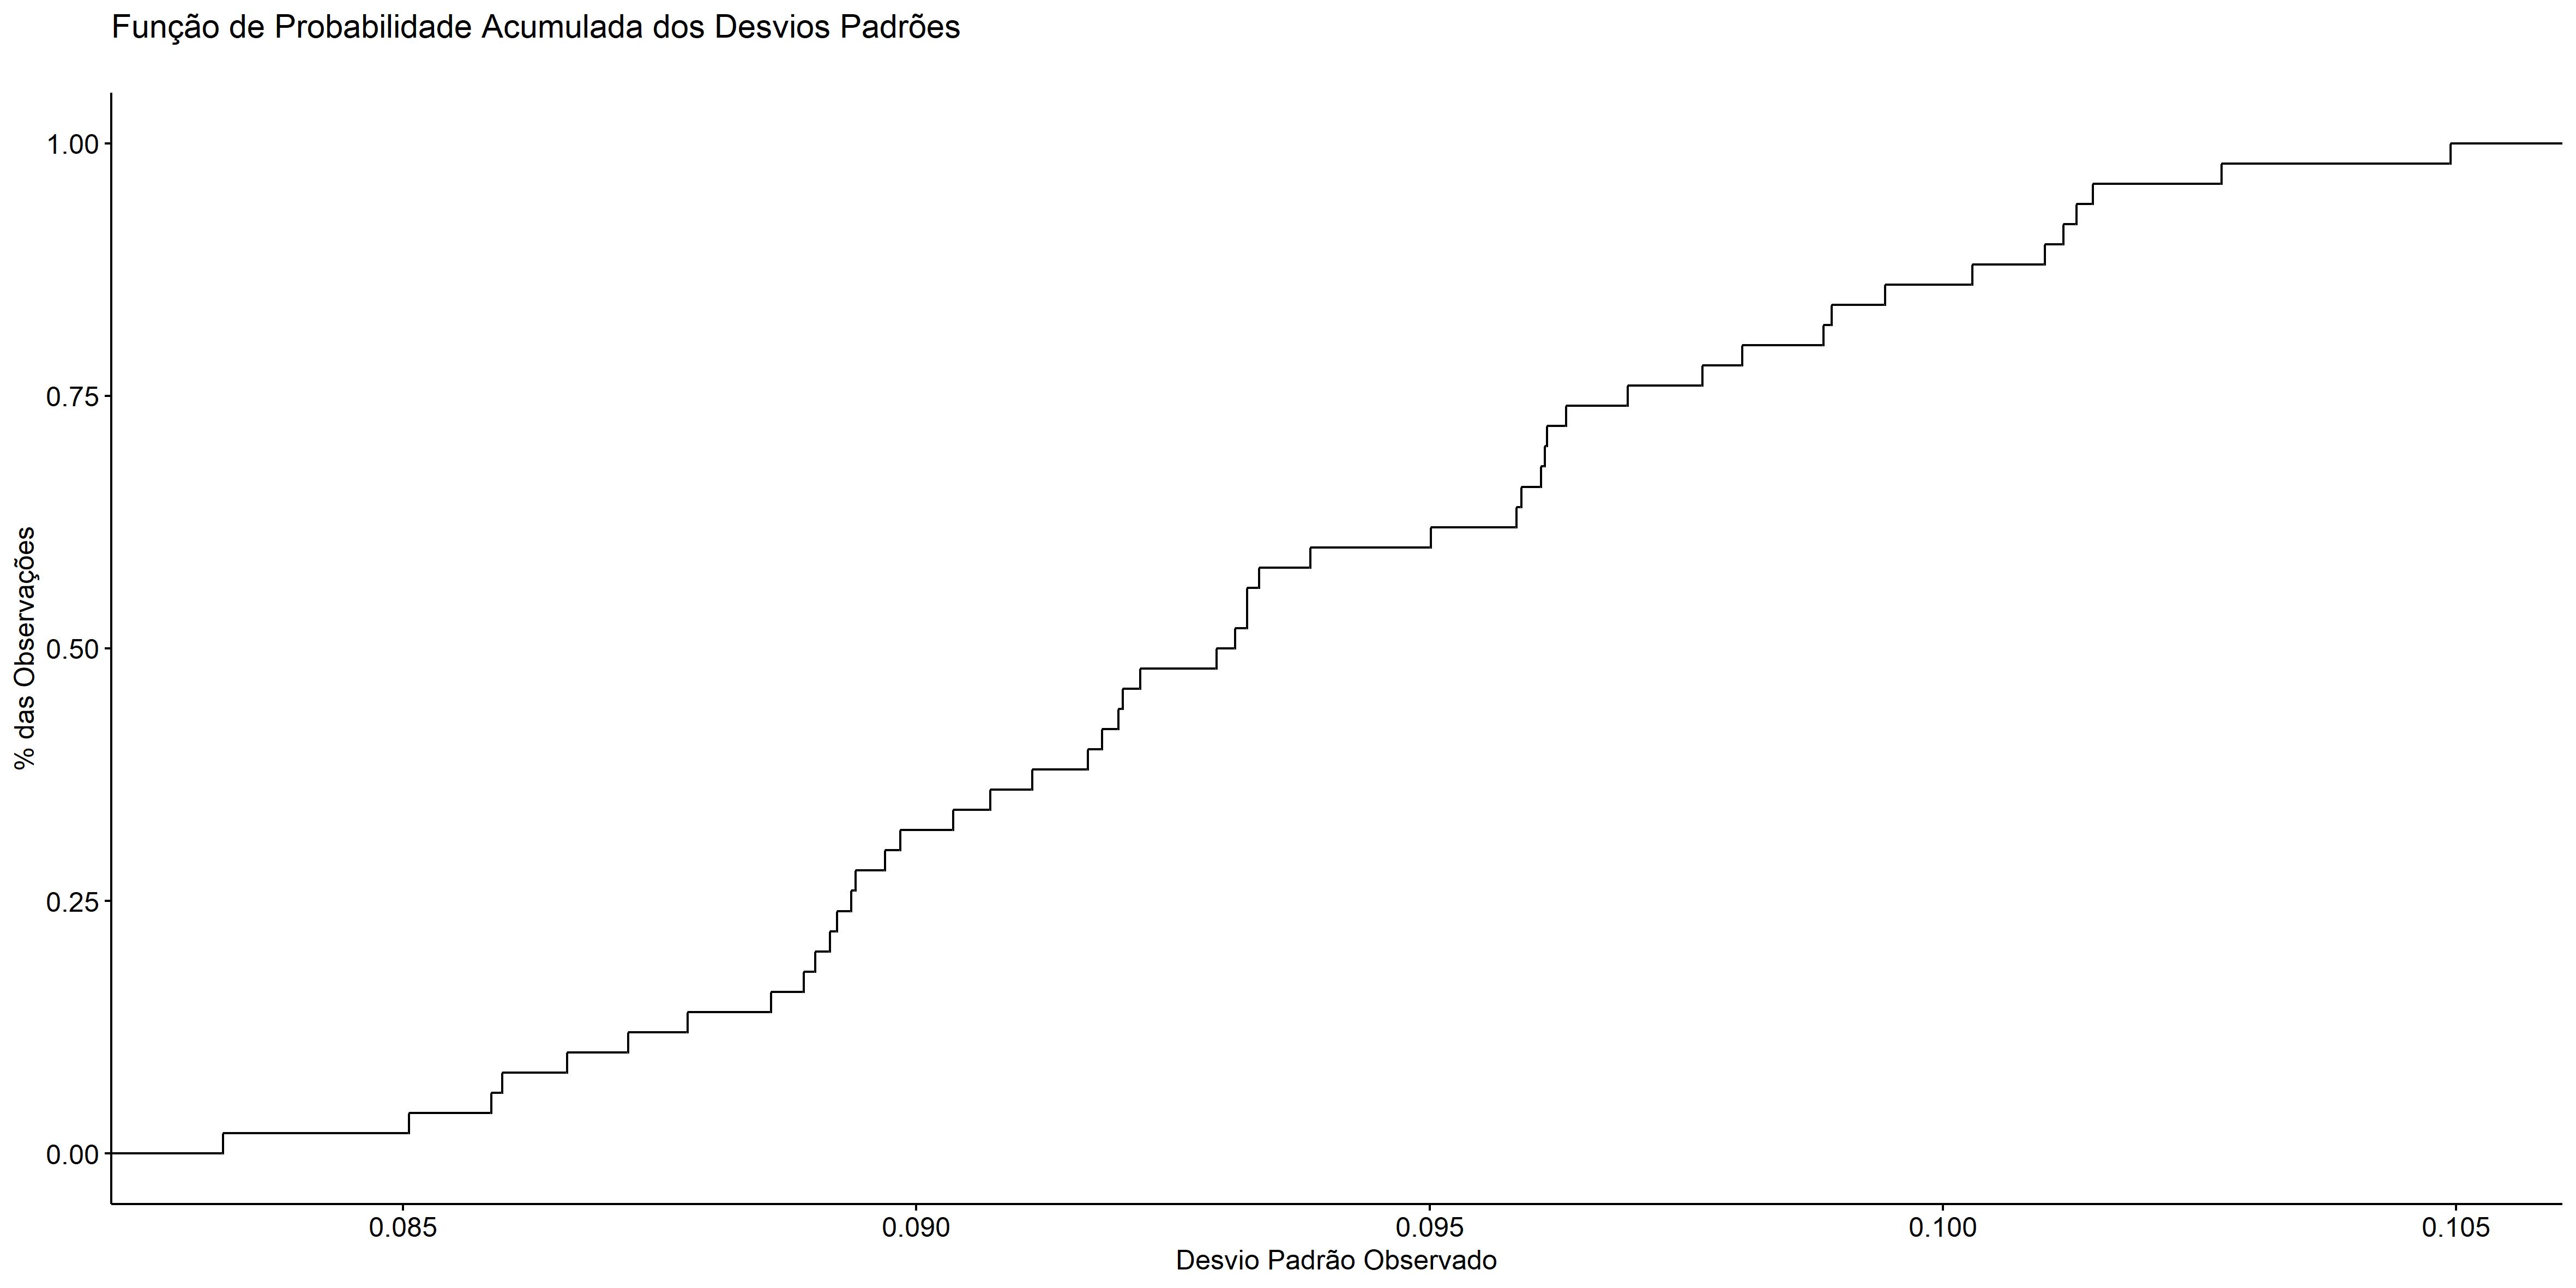 Função de Probabilidade Acumulada dos Desvios Padrões
1.00
0.75
0.50
0.25
0.00
% das Observações
0.085 0.090 0.095 0.100 0.105
Desvio Padrão Observado